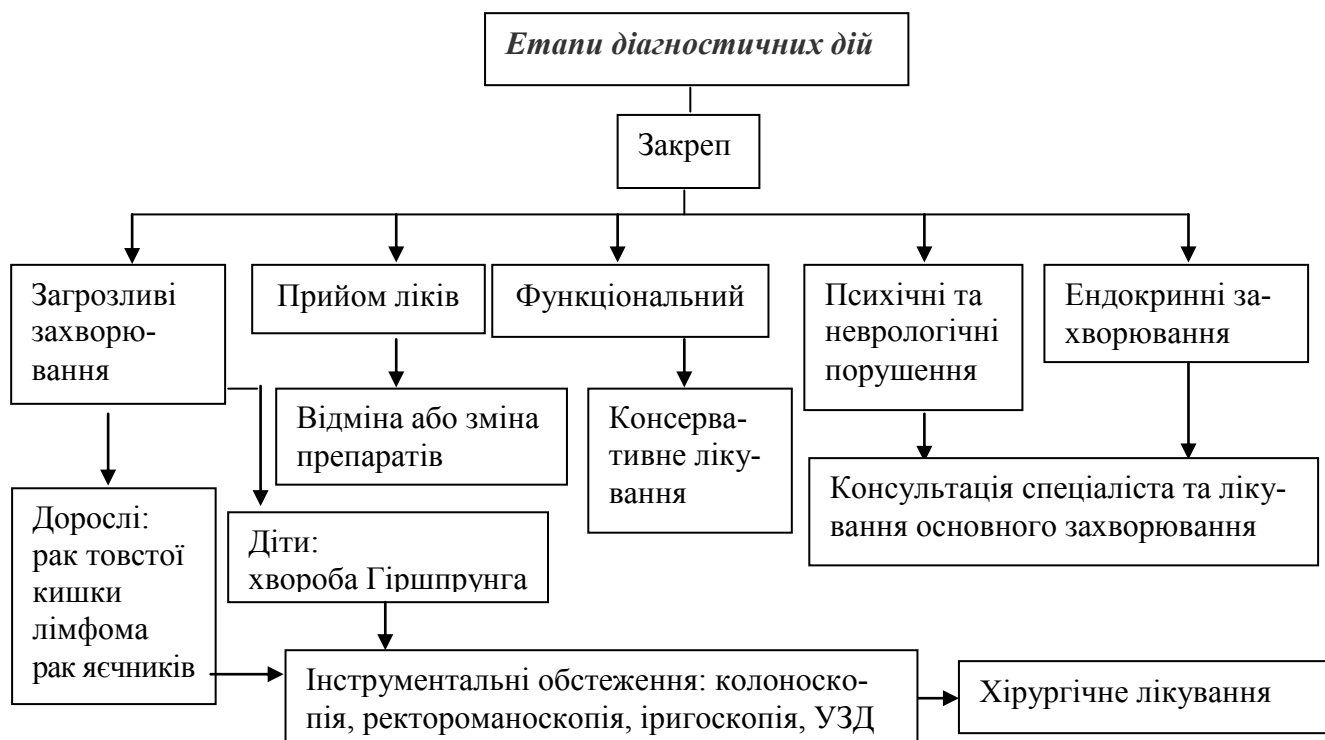 Етапи діагностичних дій
Закреп
Загрозливі
захворю-
вання
Прийом ліків
Функціональний
Психічні та
неврологічні
порушення
Ендокринні за-
хворювання
Відміна або зміна
препаратів
Консерва-
тивне ліку-
вання
Консультація спеціаліста та ліку-
вання основного захворювання
Дорослі:
рак товстої
кишки
лімфома
рак яєчників
Діти:
хвороба Гіршпрунга
Інструментальні обстеження: колоноско-
пія, ректороманоскопія, іригоскопія, УЗД
Хірургічне лікування